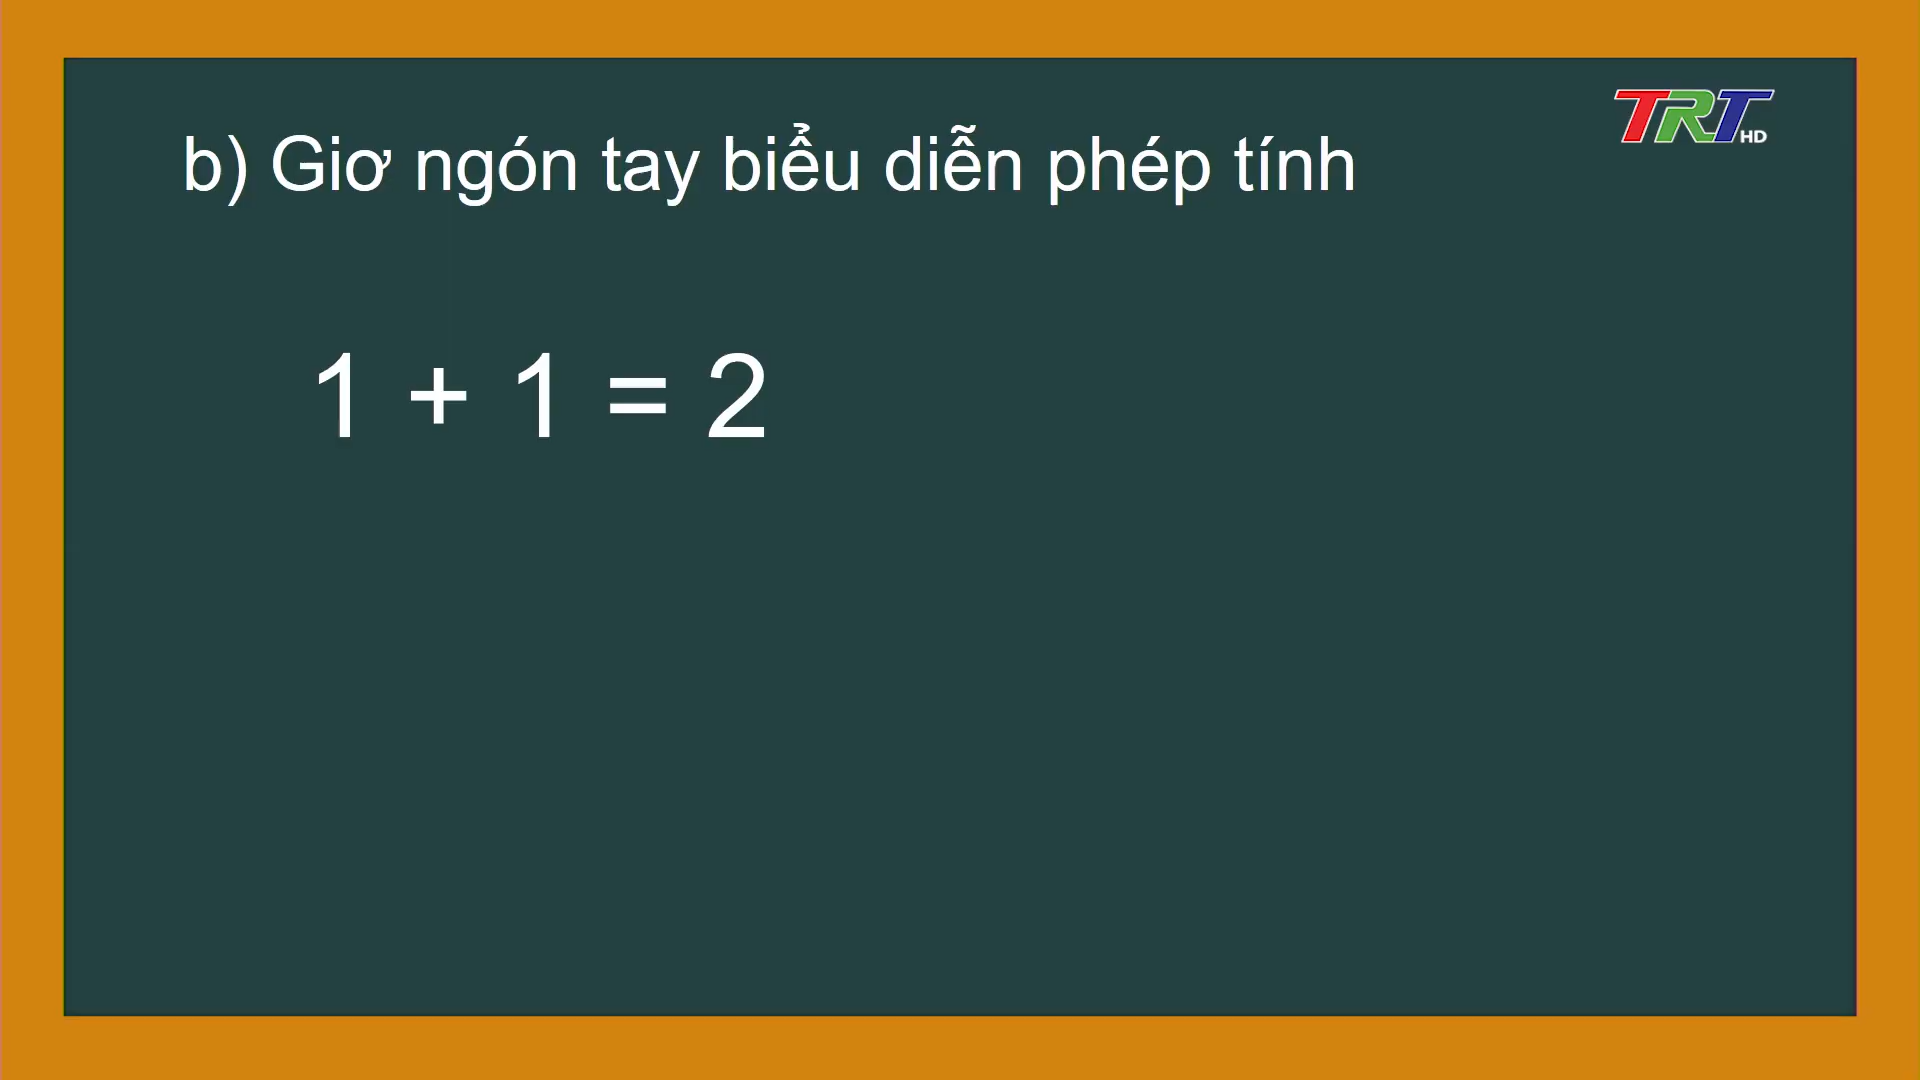 TRT HD
b) Giơ ngón tay biểu diễn phép tính
1 + 1 = 2